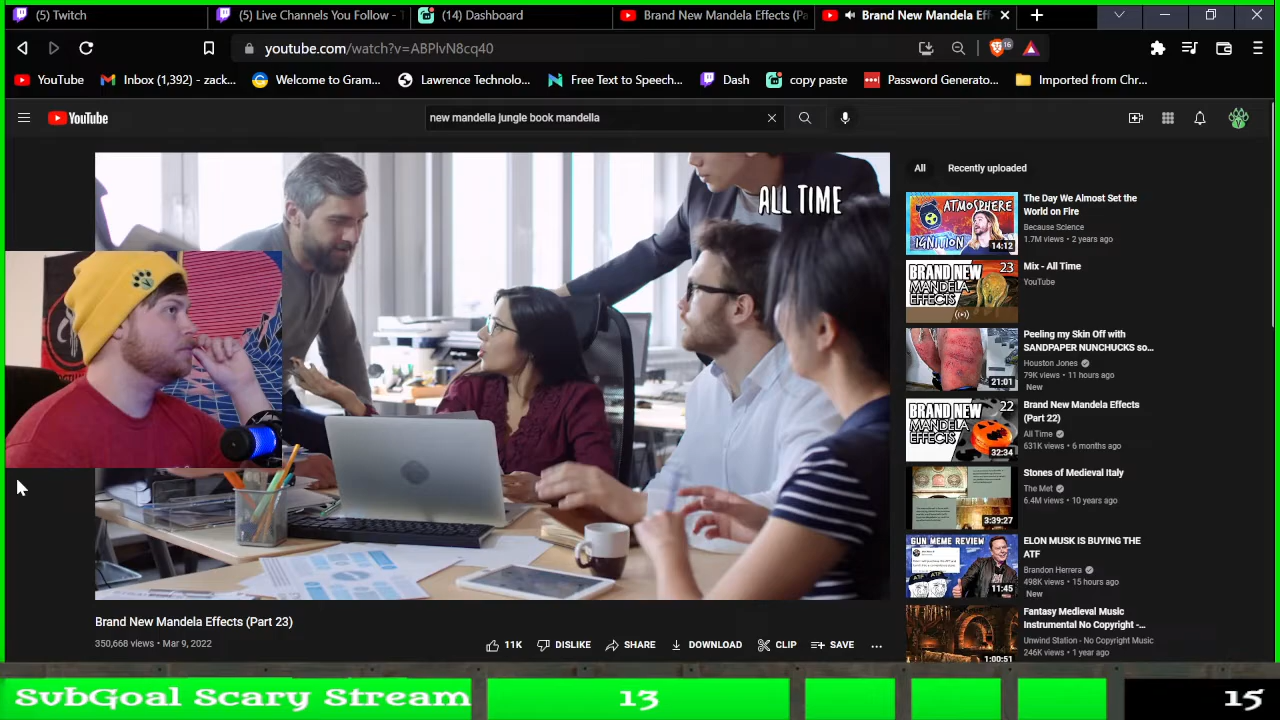 (5) Twitch
(5) Live Channels You Follow - T
(14) Dashboard
Brand New Mandela Effects (Pa
Brand New Mandela Eff
youtube.com/watch?v=ABPlvN8cq40
16
YouTube
Inbox (1,392) - zack...
Welcome to Gram...
Lawrence Technolo...
Free Text to Speech...
Dash
copy paste
Password Generato...
Imported from Chr...
YouTube
new mandella jungle book mandella
ALL TIME
All
Recently uploaded
ATMOSPHERE
IGNITION
14:12
The Day We Almost Set the
World on Fire
Because Science
1.7M views • 2 years ago
BRAND NEW
MANDELA
EFFECTS
23
Mix - All Time
YouTube
21:01
Peeling my Skin Off with
SANDPAPER NUNCHUCKS so...
Houston Jones
79K views • 11 hours ago
New
BRAND NEW
MANDELA
EFFECTS
22
32:34
Brand New Mandela Effects
(Part 22)
All Time
631K views • 6 months ago
3:39:27
Stones of Medieval Italy
The Met
6.4M views • 10 years ago
GUN MEME REVIEW
11:45
ELON MUSK IS BUYING THE
ATF
Brandon Herrera
498K views • 15 hours ago
New
1:00:51
Fantasy Medieval Music
Instrumental No Copyright -...
Unwind Station - No Copyright Music
246K views • 1 year ago
Brand New Mandela Effects (Part 23)
350,668 views • Mar 9, 2022
11K
DISLIKE
SHARE
DOWNLOAD
CLIP
SAVE
SubGoal Scary Stream
13
15